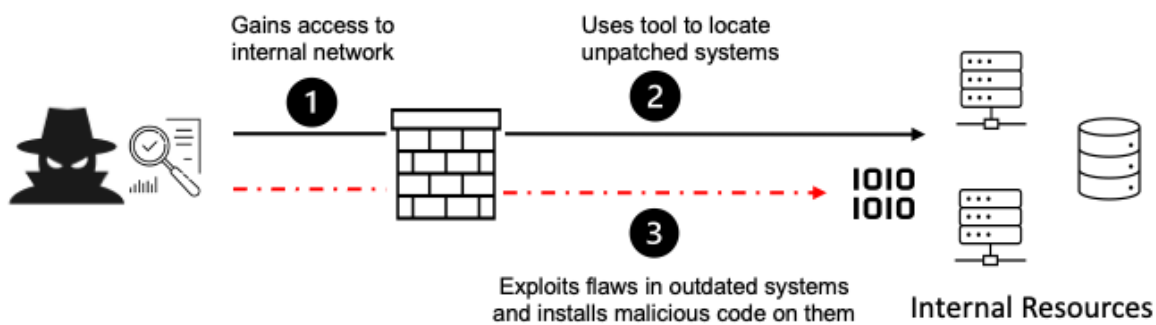 Gains access to
internal network
1
Uses tool to locate
unpatched systems
2
1010
1010
3
Exploits flaws in outdated systems
and installs malicious code on them
Internal Resources